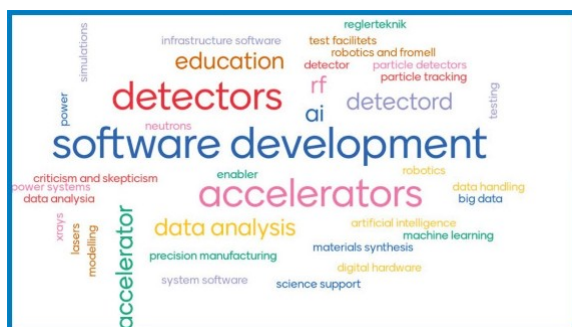 reglerteknik
simulations
infrastructure software
test facilitets
robotics and fromell
education
detector
particle detectors
particle tracking
rf
detectors
detectord
testing
power
ai
neutrons
software development
criticism and skepticism
enabler
robotics
power systems
accelerators
data handling
data analysia
big data
xrays
lasers
modelling
accelerator
data analysis
artificial intelligence
machine learning
materials synthesis
precision manufacturing
digital hardware
system software
science support